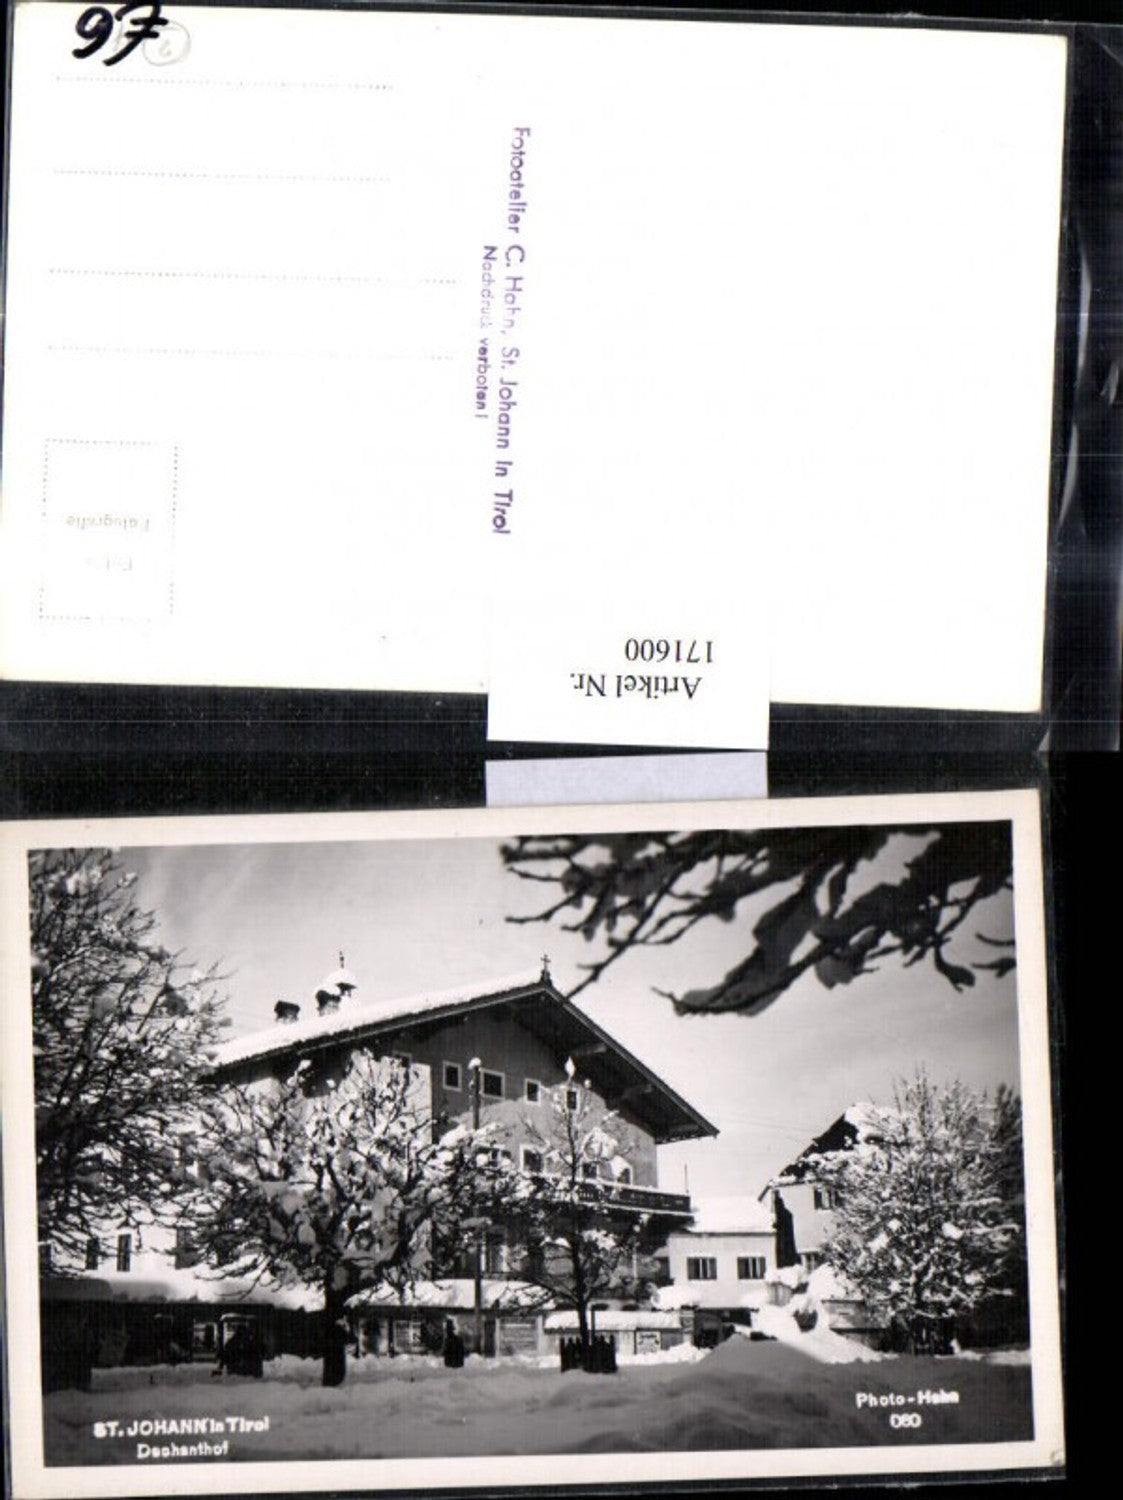 97
Fotoatelier C. Hahn, St. Johann in Tirol
Nachdruck verboten!
Fotografie
Artikel Nr.
171600
ST. JOHANN in Tirol
Dechanthof
Photo-Hahn